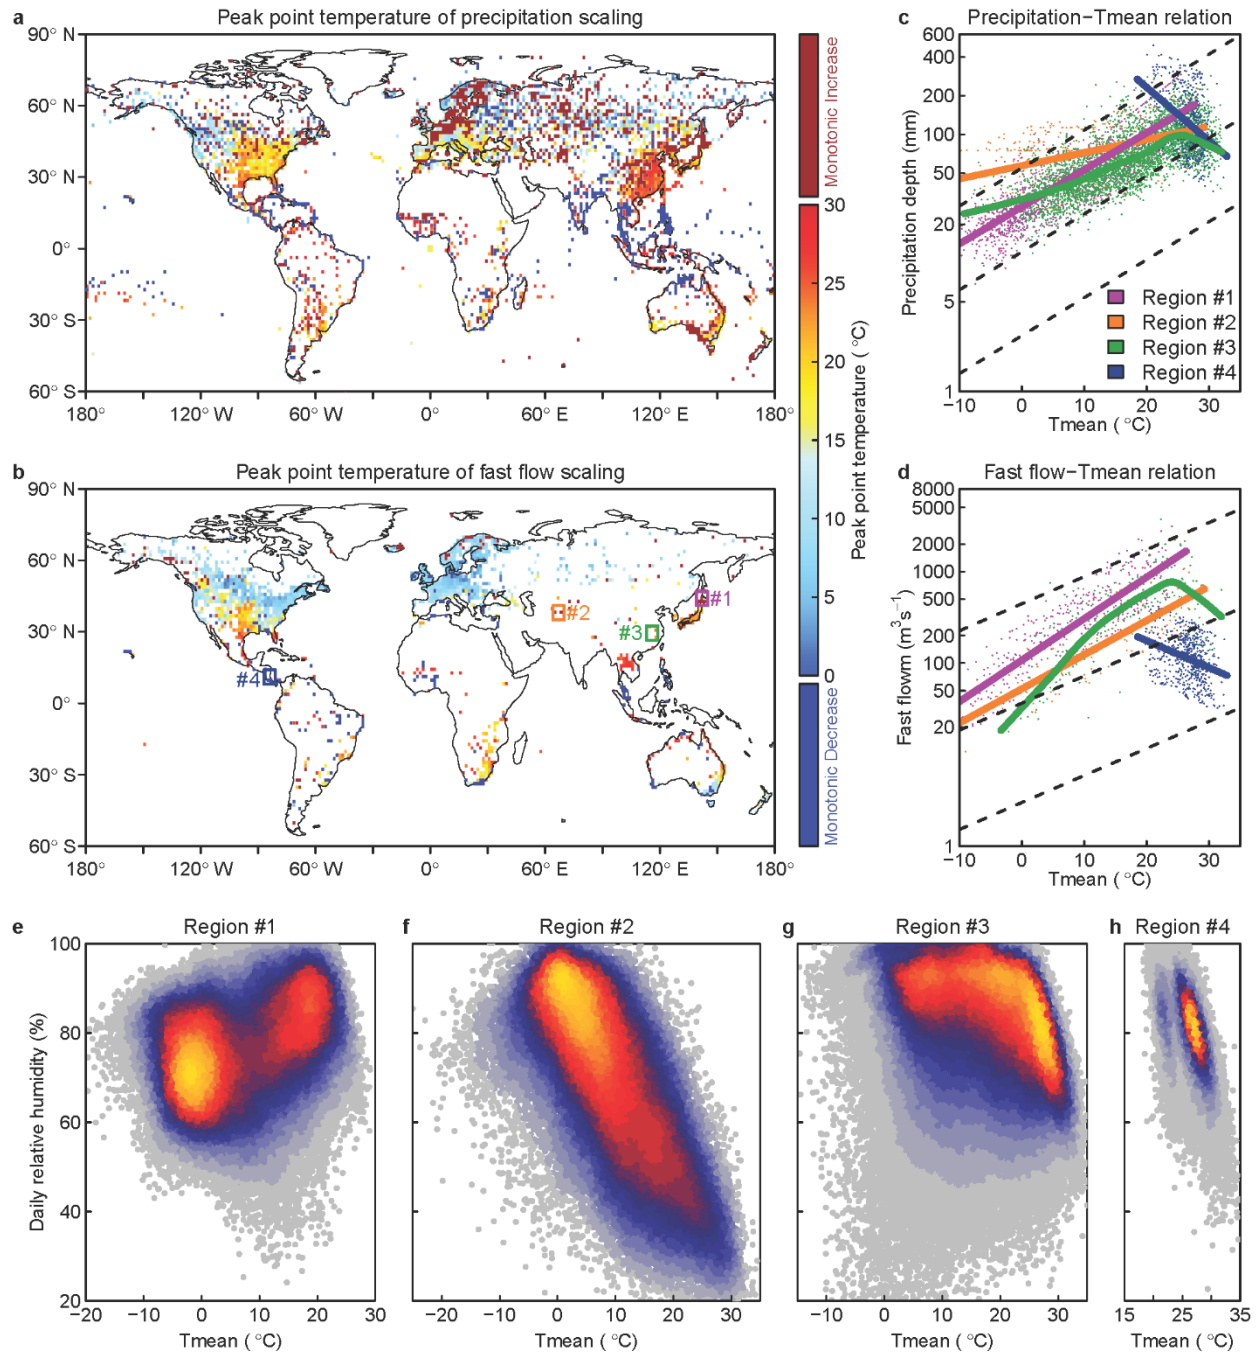 a Peak point temperature of precipitation scaling
90° N
60° N
30° N
0°
30° S
60° S
180° 120° W 60° W 0° 60° E 120° E 180°
b Peak point temperature of fast flow scaling
90° N
60° N
30° N
0°
30° S
60° S
180° 120° W 60° W 0° 60° E 120° E 180°
#1
#2
#3
#4
Monotonic Increase
30
25
20
15
10
5
0
Peak point temperature ( °C)
Monotonic Decrease
c Precipitation−Tmean relation
Precipitation depth (mm)
600
400
200
100
50
20
5
1
Region #1
Region #2
Region #3
Region #4
−10 0 10 20 30
Tmean ( °C)
d Fast flow−Tmean relation
Fast flowm (m³s⁻¹)
8000
5000
2000
1000
500
200
100
50
20
1
−10 0 10 20 30
Tmean ( °C)
e Region #1
Daily relative humidity (%)
100
80
60
40
20
−20 −10 0 10 20 30
Tmean ( °C)
f Region #2
−20 −10 0 10 20 30
Tmean ( °C)
g Region #3
−10 0 10 20 30
Tmean ( °C)
h Region #4
15 25 35
Tmean ( °C)